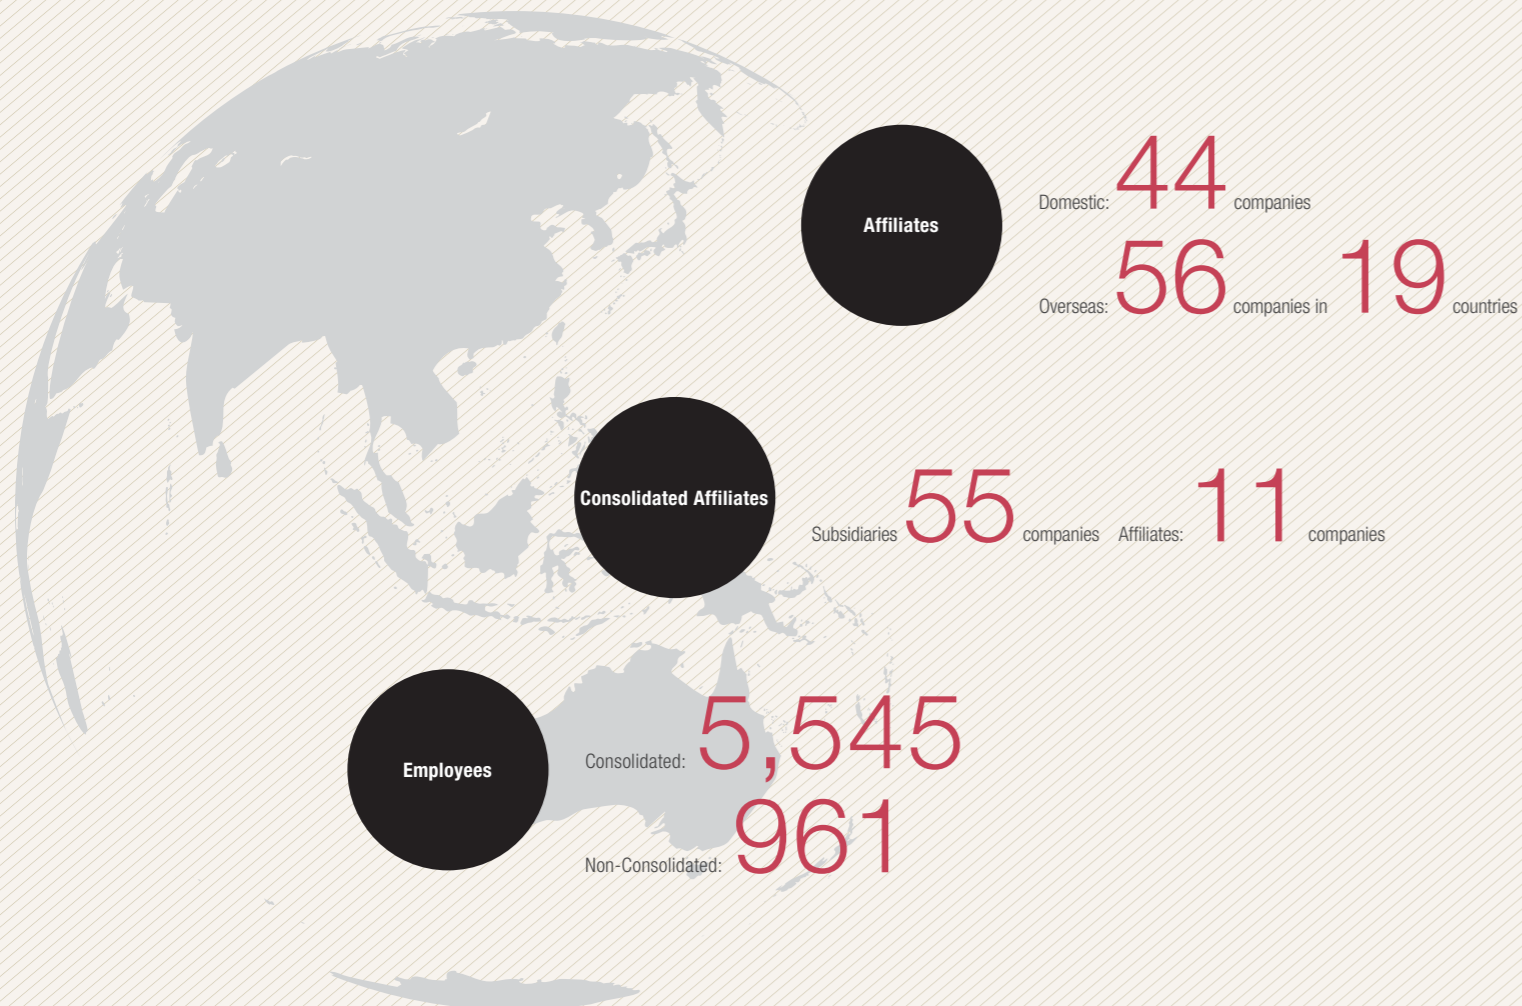 Affiliates
Domestic: 44 companies
Overseas: 56 companies in 19 countries
Consolidated Affiliates
Subsidiaries 55 companies Affiliates: 11 companies
Employees
Consolidated: 5,545
Non-Consolidated: 961